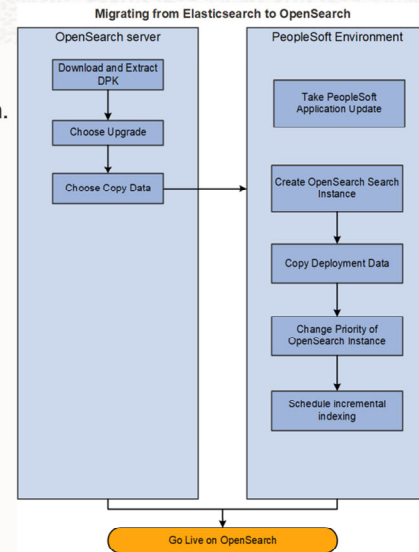 Migrating from Elasticsearch to OpenSearch
OpenSearch server
Download and Extract
DPK
Choose Upgrade
Choose Copy Data
PeopleSoft Environment
Take PeopleSoft
Application Update
Create OpenSearch Search
Instance
Copy Deployment Data
Change Priority of
OpenSearch Instance
Schedule incremental
indexing
Go Live on OpenSearch